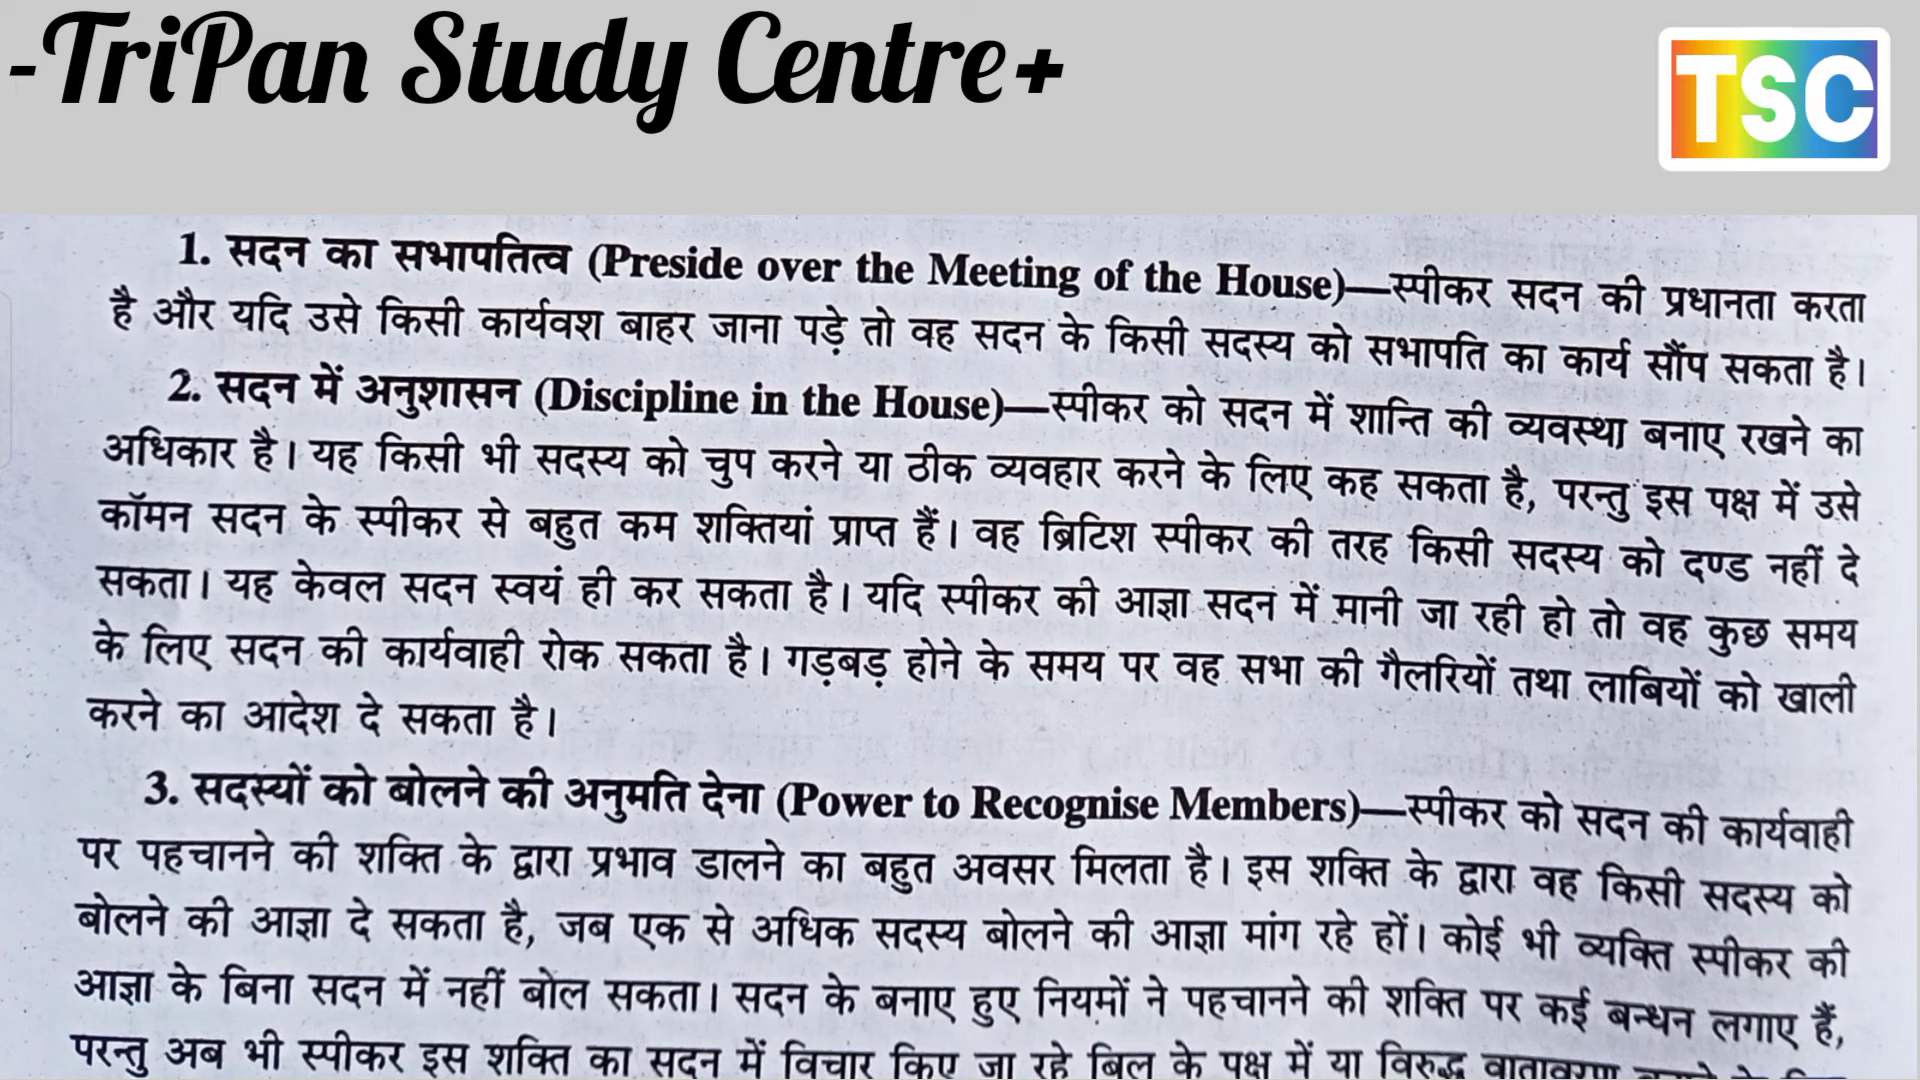 -TriPan Study Centre+
TSC
1. सदन का सभापतित्व (Preside over the Meeting of the House)—स्पीकर सदन की प्रधानता करता
है और यदि उसे किसी कार्यवश बाहर जाना पड़े तो वह सदन के किसी सदस्य को सभापति का कार्य सौंप सकता है।
2. सदन में अनुशासन (Discipline in the House)—स्पीकर को सदन में शान्ति की व्यवस्था बनाए रखने का
अधिकार है। यह किसी भी सदस्य को चुप करने या ठीक व्यवहार करने के लिए कह सकता है, परन्तु इस पक्ष में उसे
कॉमन सदन के स्पीकर से बहुत कम शक्तियां प्राप्त हैं। वह ब्रिटिश स्पीकर की तरह किसी सदस्य को दण्ड नहीं दे
सकता। यह केवल सदन स्वयं ही कर सकता है। यदि स्पीकर की आज्ञा सदन में मानी जा रही हो तो वह कुछ समय
के लिए सदन की कार्यवाही रोक सकता है। गड़बड़ होने के समय पर वह सभा की गैलरियों तथा लाबियों को खाली
करने का आदेश दे सकता है।
3. सदस्यों को बोलने की अनुमति देना (Power to Recognise Members)—स्पीकर को सदन की कार्यवाही
पर पहचानने की शक्ति के द्वारा प्रभाव डालने का बहुत अवसर मिलता है। इस शक्ति के द्वारा वह किसी सदस्य को
बोलने की आज्ञा दे सकता है, जब एक से अधिक सदस्य बोलने की आज्ञा मांग रहे हों। कोई भी व्यक्ति स्पीकर की
आज्ञा के बिना सदन में नहीं बोल सकता। सदन के बनाए हुए नियमों ने पहचानने की शक्ति पर कई बन्धन लगाए हैं,
परन्तु अब भी स्पीकर इस शक्ति का सदन में विचार किए जा रहे बिल के पक्ष में या विरुद्ध वातावरण